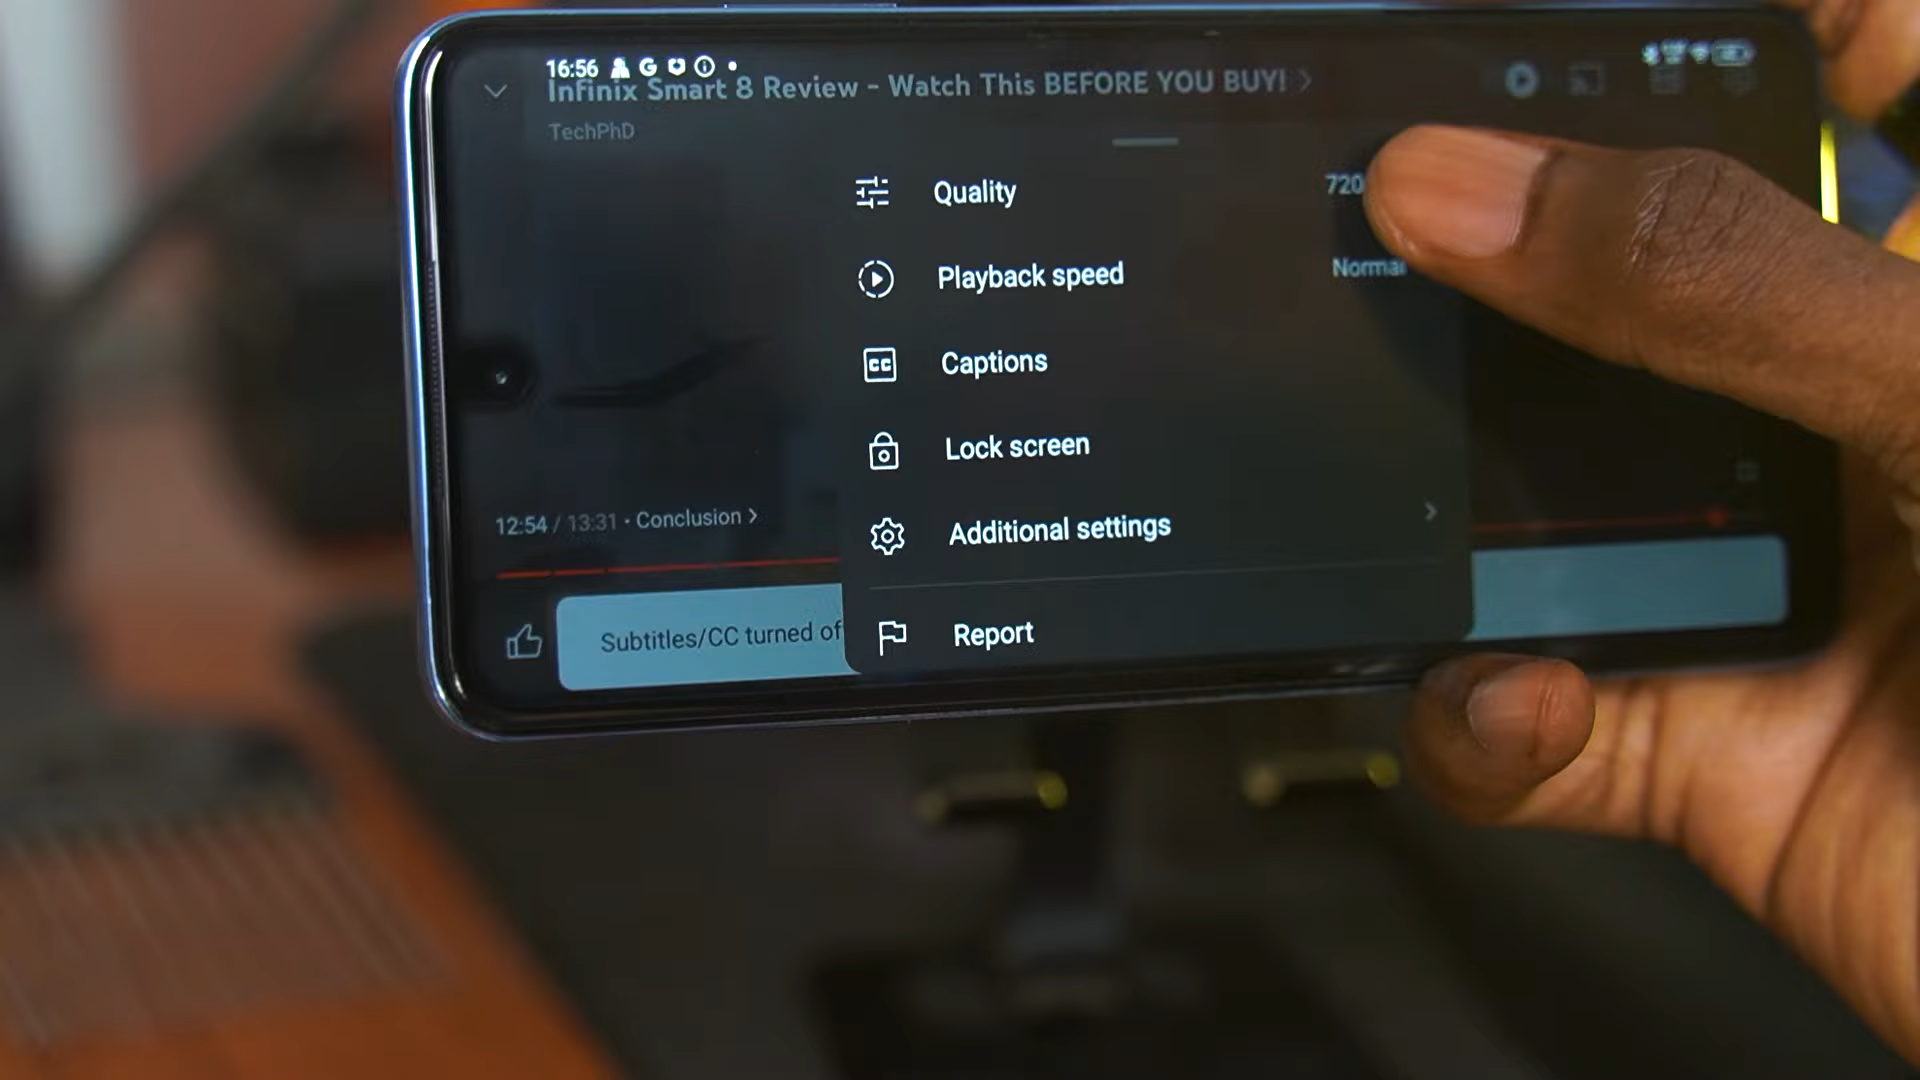 16:56
Infinix Smart 8 Review - Watch This BEFORE YOU BUY!
TechPhD
Quality 720
Playback speed Normal
CC Captions
Lock screen
12:54 / 13:31 · Conclusion
Additional settings
Subtitles/CC turned of
Report